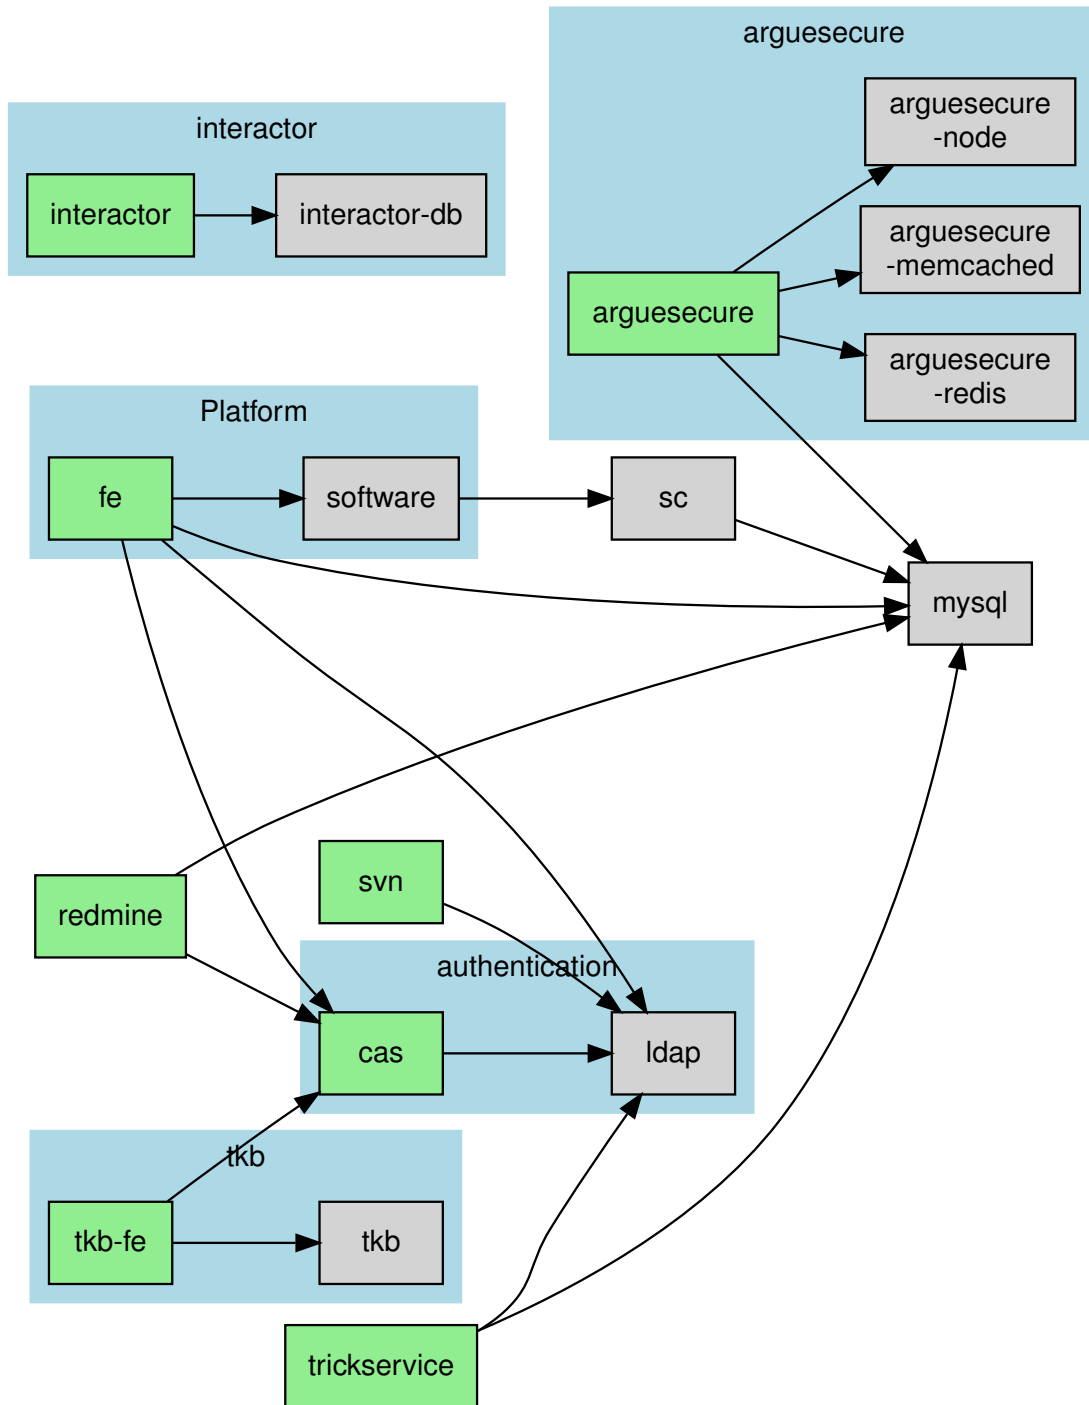 arguesecure
arguesecure
-node
interactor
interactor
interactor-db
arguesecure
-memcached
arguesecure
arguesecure
-redis
Platform
fe
software
sc
mysql
svn
redmine
authentication
cas
ldap
tkb
tkb-fe
tkb
trickservice